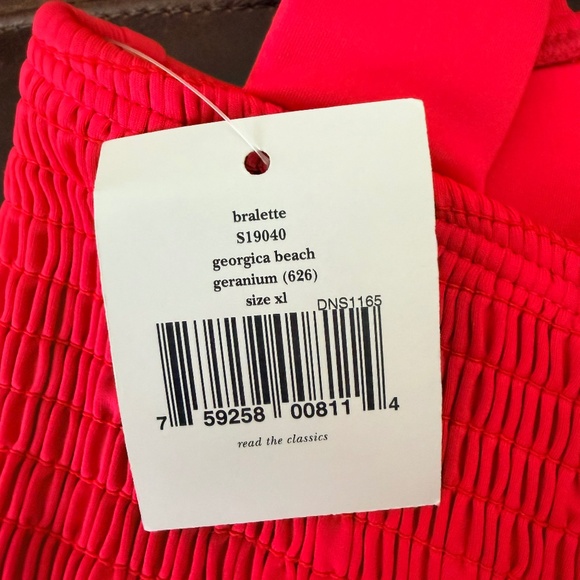 bralette
S19040
georgica beach
geranium (626)
size xl
DNS1165
7 59258 00811 4
read the classics